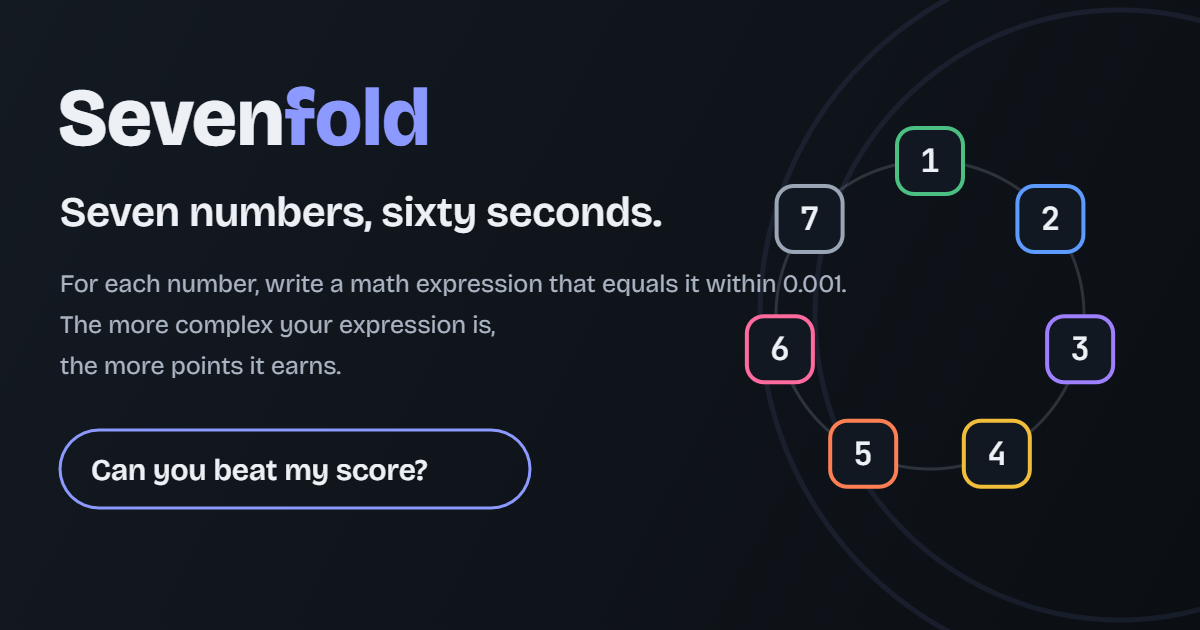 Sevenfold
Seven numbers, sixty seconds.
For each number, write a math expression that equals it within 0.001.
The more complex your expression is,
the more points it earns.
Can you beat my score?
1
2
3
4
5
6
7